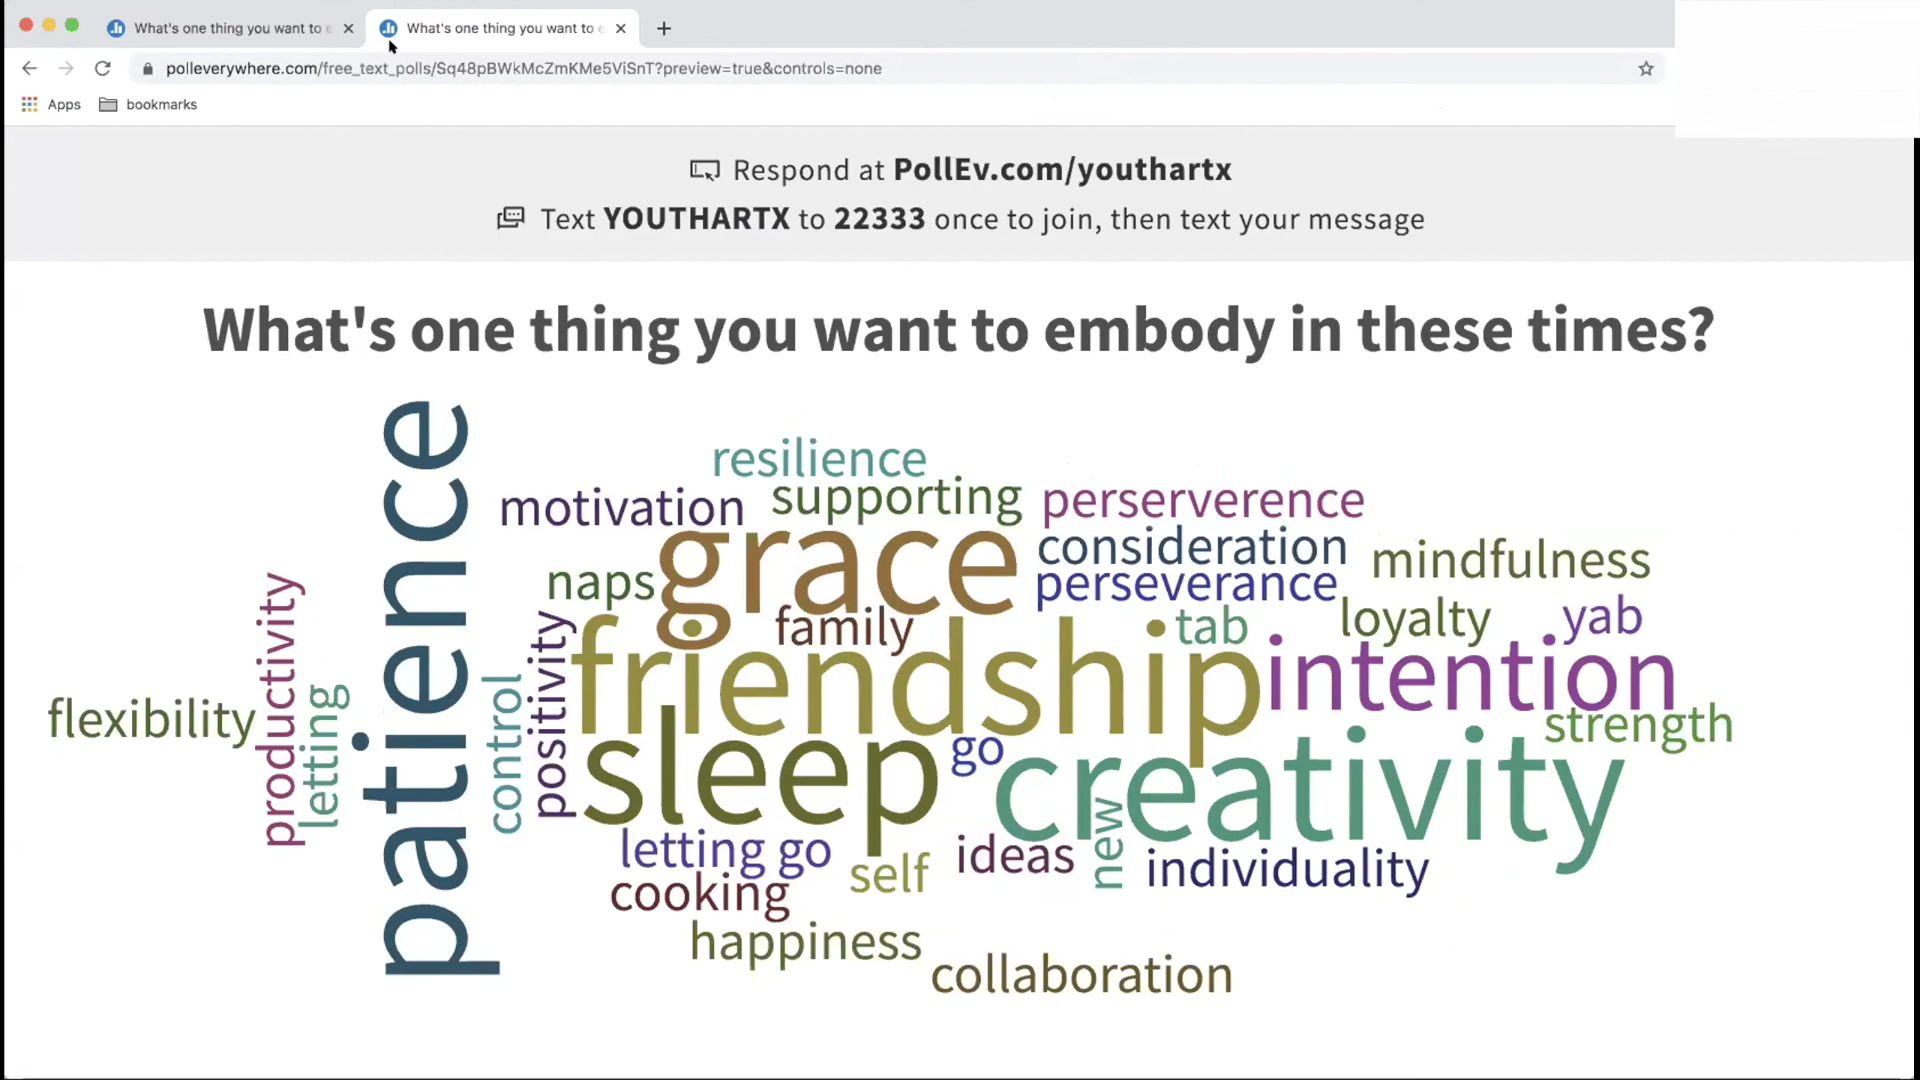 What's one thing you want to e
What's one thing you want to e
polleverywhere.com/free_text_polls/Sq48pBWkMcZmKMe5ViSnT?preview=true&controls=none
Apps bookmarks
Respond at PollEv.com/youthartx
Text YOUTHARTX to 22333 once to join, then text your message
What's one thing you want to embody in these times?
resilience
motivation
supporting
perserverence
grace
consideration
mindfulness
naps
perseverance
family
tab
loyalty
yab
patience
productivity
letting
control
positivity
flexibility
friendship
intention
strength
sleep
go
creativity
letting go
self
ideas
new
individuality
cooking
happiness
collaboration